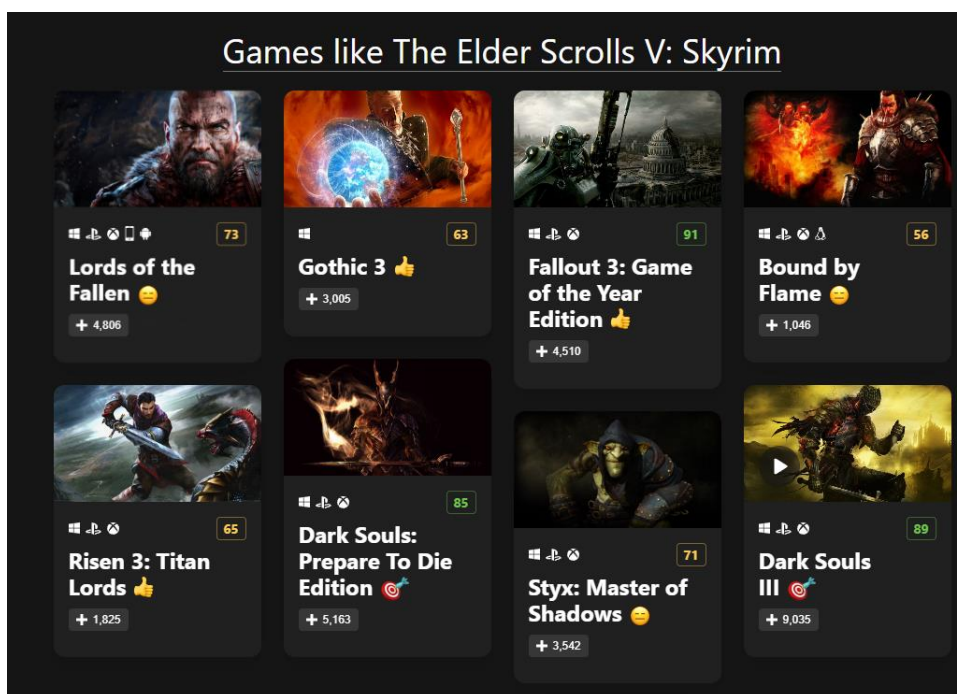 Games like The Elder Scrolls V: Skyrim
73
Lords of the
Fallen 😑
+ 4,806
63
Gothic 3 👍
+ 3,005
91
Fallout 3: Game
of the Year
Edition 👍
+ 4,510
56
Bound by
Flame 😑
+ 1,046
65
Risen 3: Titan
Lords 👍
+ 1,825
85
Dark Souls:
Prepare To Die
Edition 🎯
+ 5,163
71
Styx: Master of
Shadows 😑
+ 3,542
89
Dark Souls
III 🎯
+ 9,035